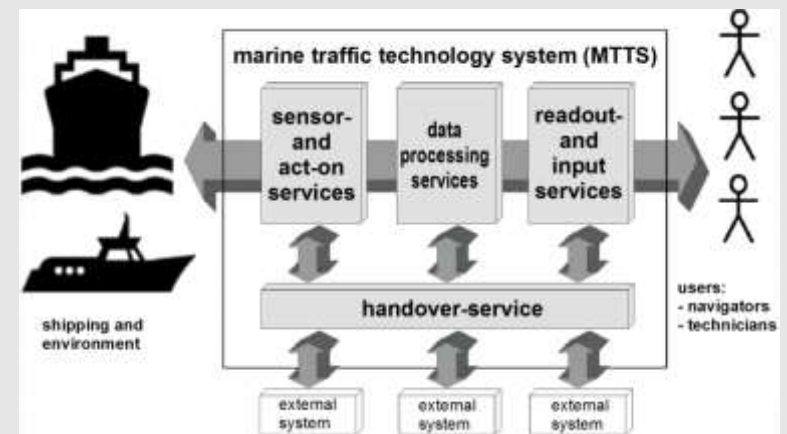 marine traffic technology system (MTTS)
sensor-
and
act-on
services
data
processing
services
readout-
and
input
services
handover-service
shipping and
environment
users:
- navigators
- technicians
external
system
external
system
external
system